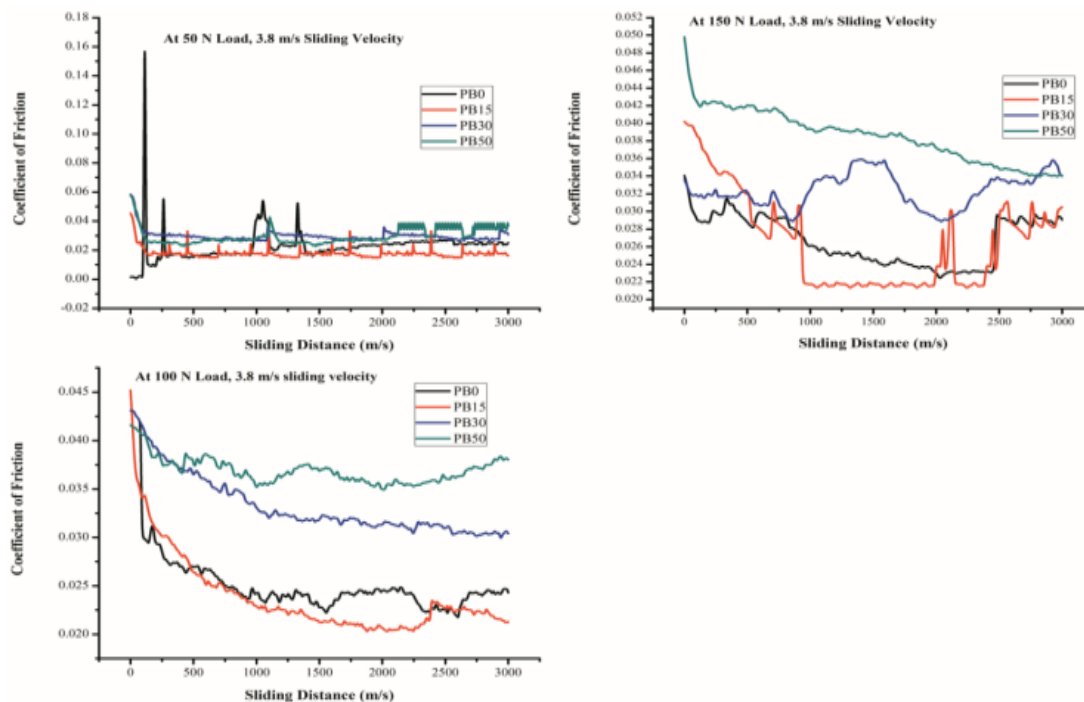 At 50 N Load, 3.8 m/s Sliding Velocity
Coefficient of Friction
0.18
0.16
0.14
0.12
0.10
0.08
0.06
0.04
0.02
0.00
-0.02
PB0
PB15
PB30
PB50
0 500 1000 1500 2000 2500 3000
Sliding Distance (m/s)
At 150 N Load, 3.8 m/s Sliding Velocity
Coefficient of Friction
0.052
0.050
0.048
0.046
0.044
0.042
0.040
0.038
0.036
0.034
0.032
0.030
0.028
0.026
0.024
0.022
0.020
PB0
PB15
PB30
PB50
0 500 1000 1500 2000 2500 3000
Sliding Distance (m/s)
At 100 N Load, 3.8 m/s sliding velocity
Coefficient of Friction
0.045
0.040
0.035
0.030
0.025
0.020
PB0
PB15
PB30
PB50
0 500 1000 1500 2000 2500 3000
Sliding Distance (m/s)